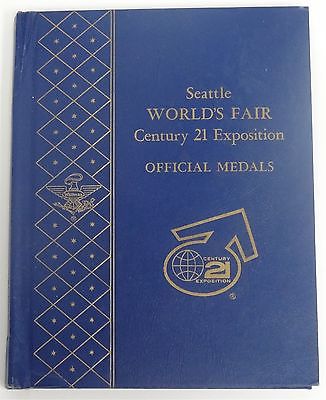 Seattle
WORLD'S FAIR
Century 21 Exposition
OFFICIAL MEDALS
CENTURY
21
EXPOSITION
®
®